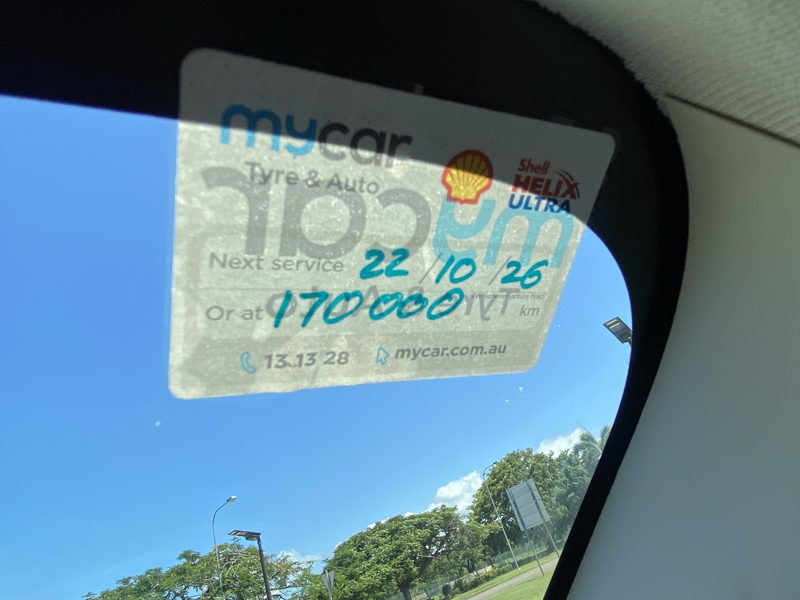 mycar
Tyre & Auto
Shell
HELIX
ULTRA
Next service 22/10/26
Or at 170000 km
13 13 28 mycar.com.au